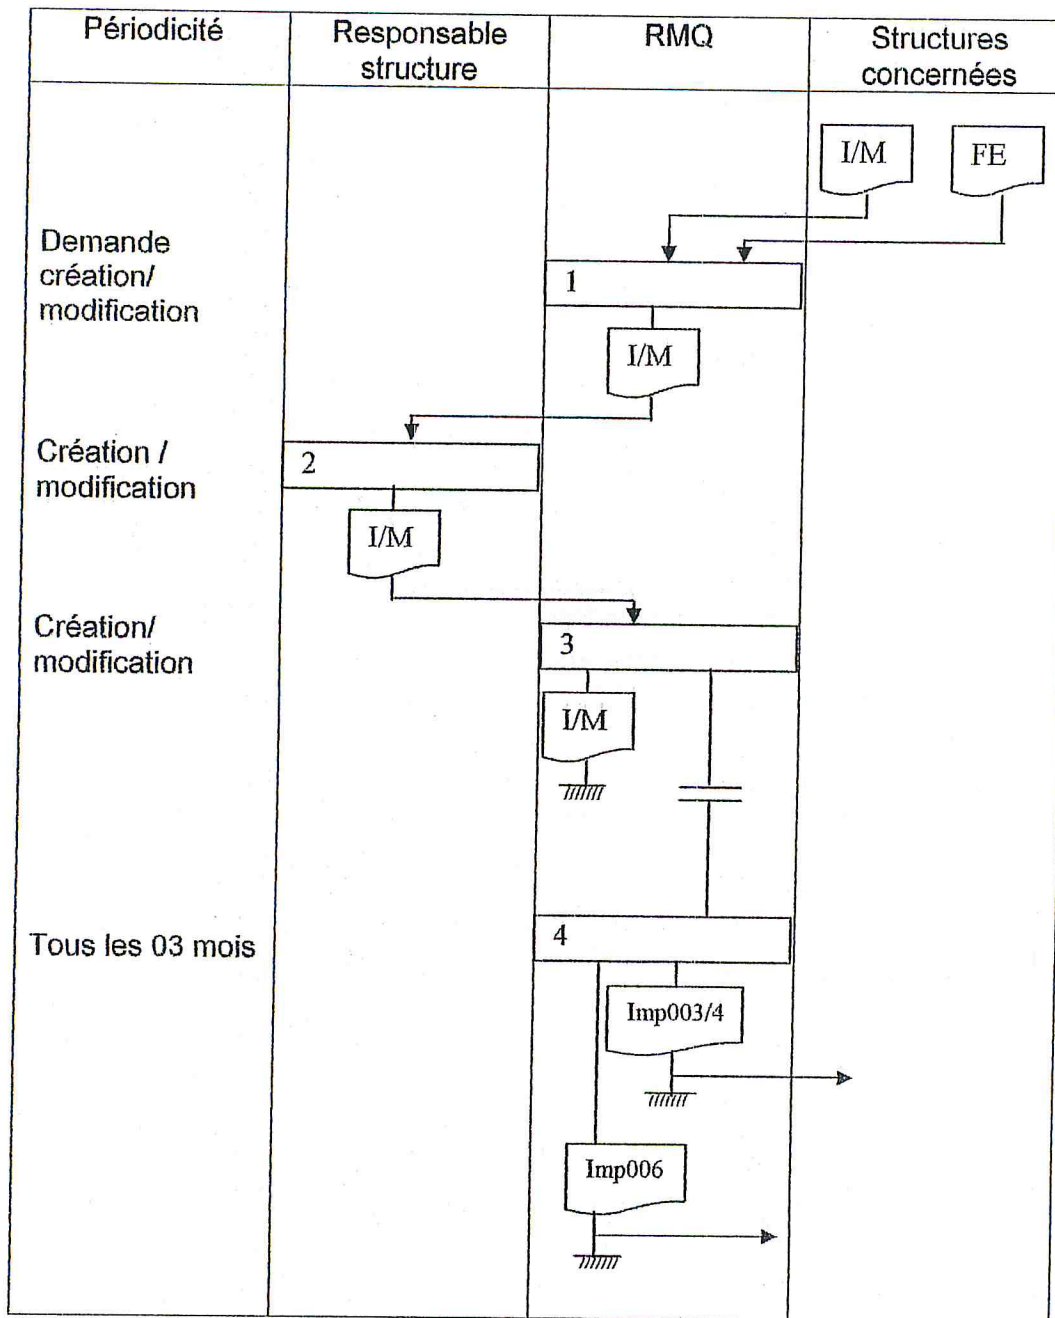 Périodicité
Responsable
structure
RMQ
Structures
concernées
I/M
FE
Demande
création/
modification
1
I/M
Création /
modification
2
I/M
Création/
modification
3
I/M
Tous les 03 mois
4
Imp003/4
Imp006